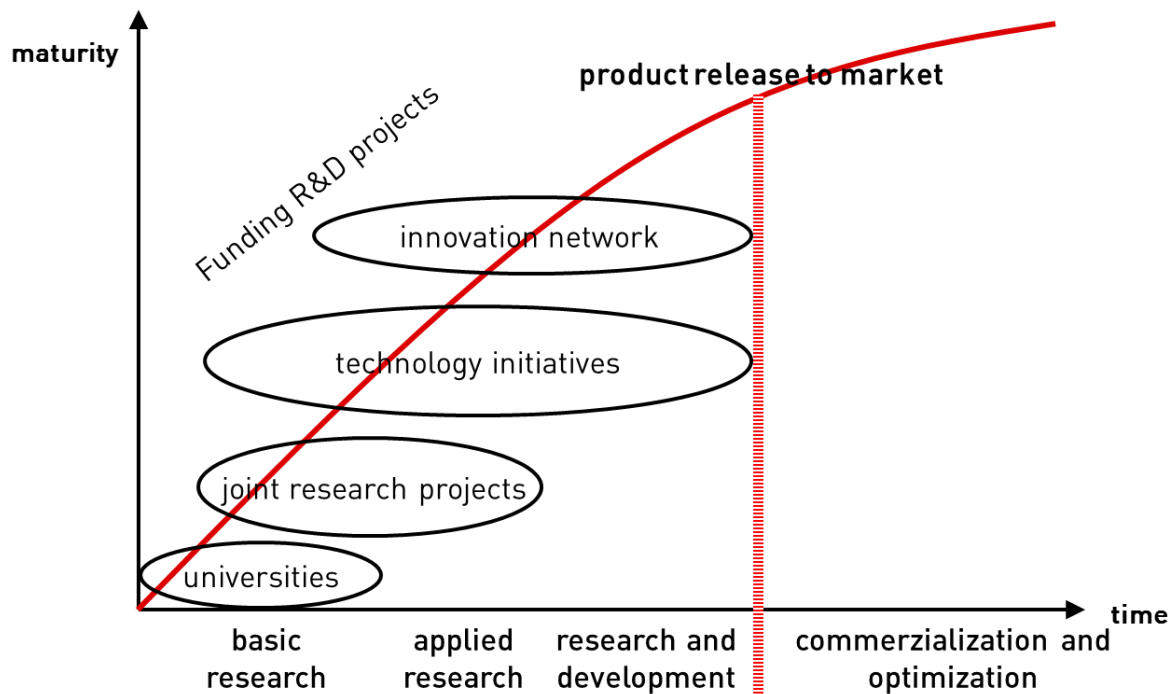 maturity
product release to market
Funding R&D projects
innovation network
technology initiatives
joint research projects
universities
time
basic
research
applied
research
research and
development
commerzialization and
optimization